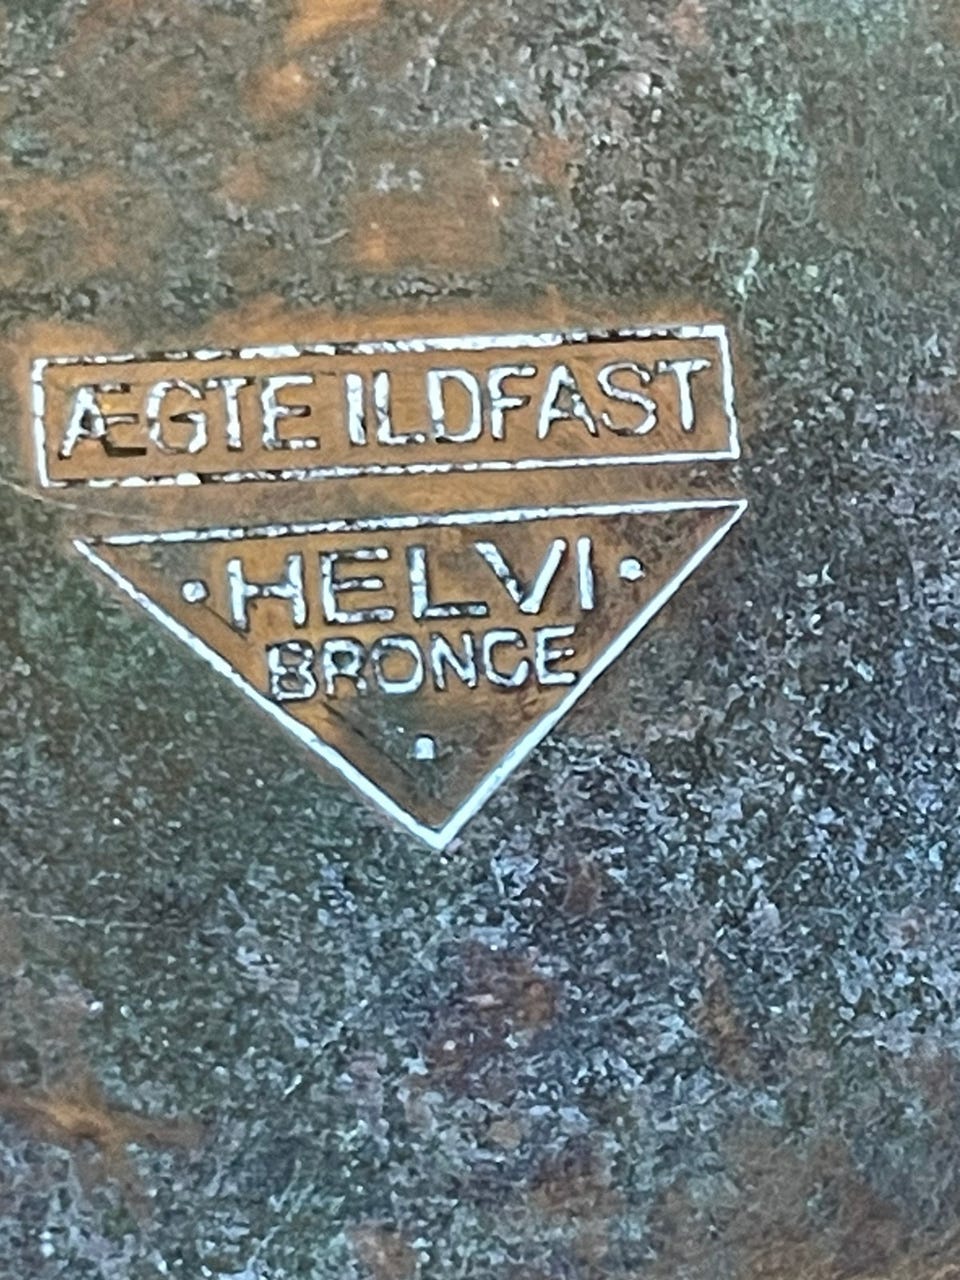 ÆGTE ILDFAST
·HELVI·
BRONCE